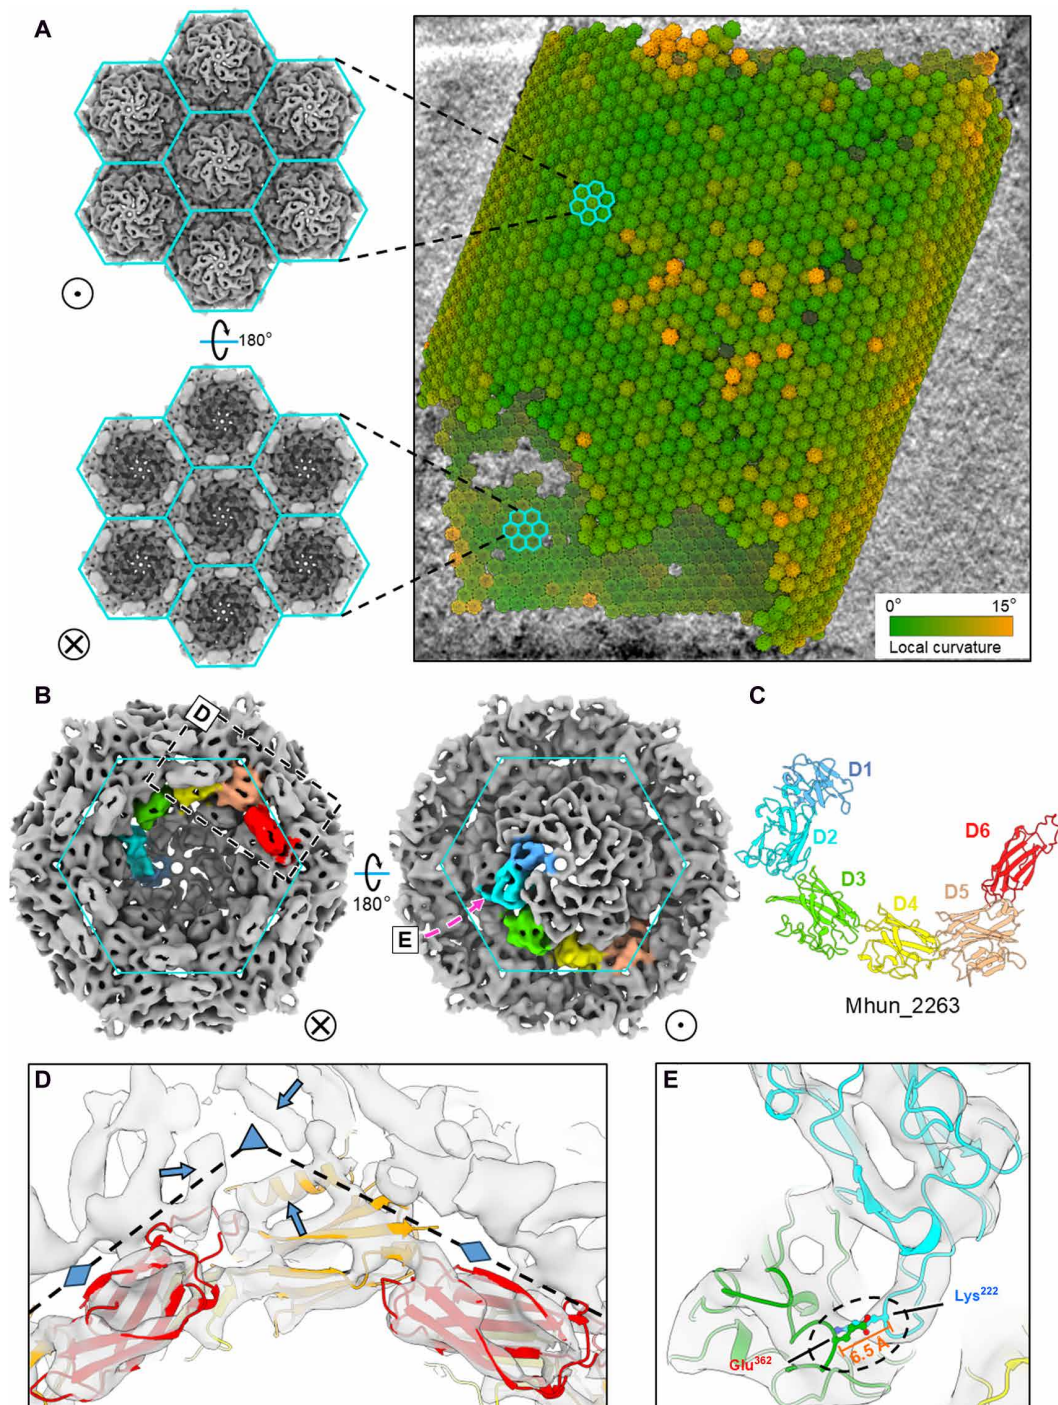 A
180°
0° 15°
Local curvature
B
D
180°
E
C
D1
D2
D3
D4
D5
D6
Mhun_2263
D
E
Lys222
Glu362
6.5 Å